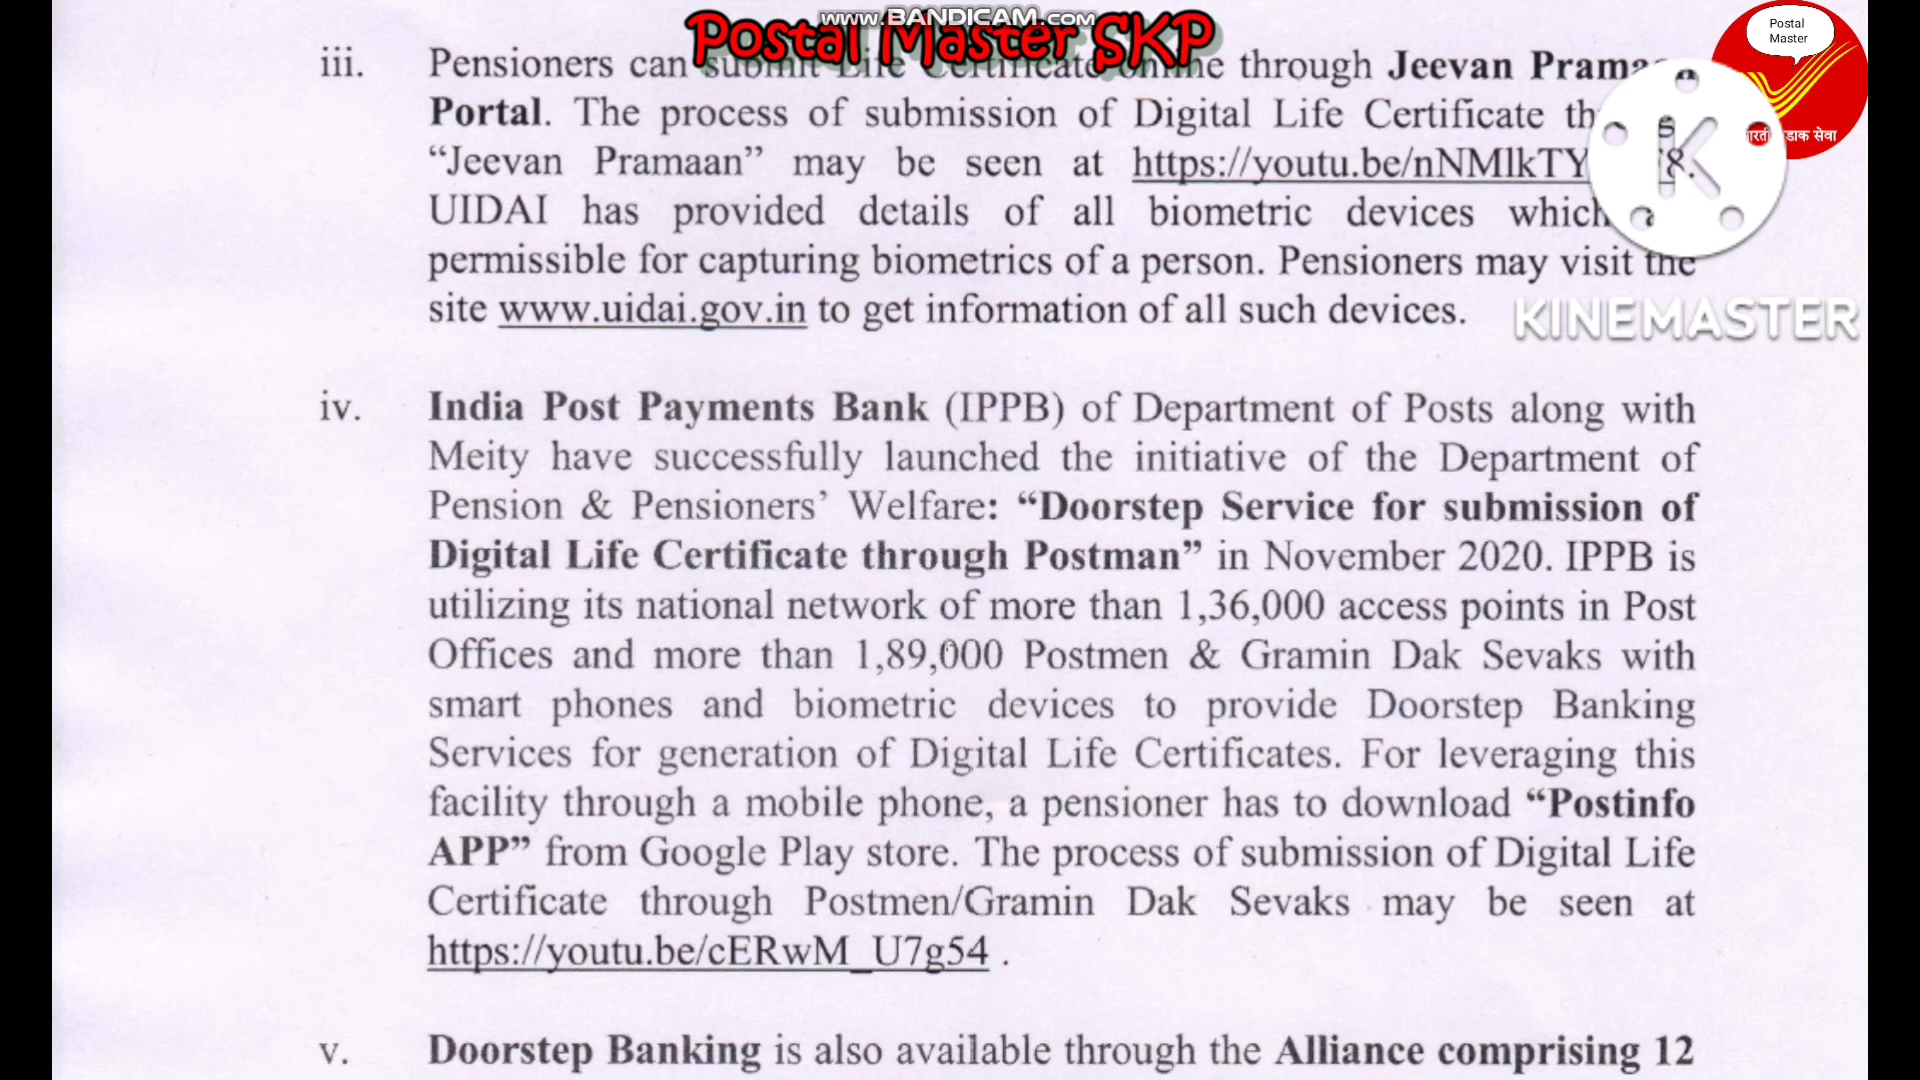 www.BANDICAM.com
Postal Master SKP
Postal
Master
iii. Pensioners can submit Life Certificate online through Jeevan Pramaan
Portal. The process of submission of Digital Life Certificate
“Jeevan Pramaan” may be seen at
UIDAI has provided details of all biometric devices which
permissible for capturing biometrics of a person. Pensioners may visit the
site www.uidai.gov.in to get information of all such devices.
डाक सेवा
KINEMASTER
iv. India Post Payments Bank (IPPB) of Department of Posts along with
Meity have successfully launched the initiative of the Department of
Pension & Pensioners’ Welfare: “Doorstep Service for submission of
Digital Life Certificate through Postman” in November 2020. IPPB is
utilizing its national network of more than 1,36,000 access points in Post
Offices and more than 1,89,000 Postmen & Gramin Dak Sevaks with
smart phones and biometric devices to provide Doorstep Banking
Services for generation of Digital Life Certificates. For leveraging this
facility through a mobile phone, a pensioner has to download “Postinfo
APP” from Google Play store. The process of submission of Digital Life
Certificate through Postmen/Gramin Dak Sevaks may be seen at
https://youtu.be/cERwM_U7g54 .
v. Doorstep Banking is also available through the Alliance comprising 12